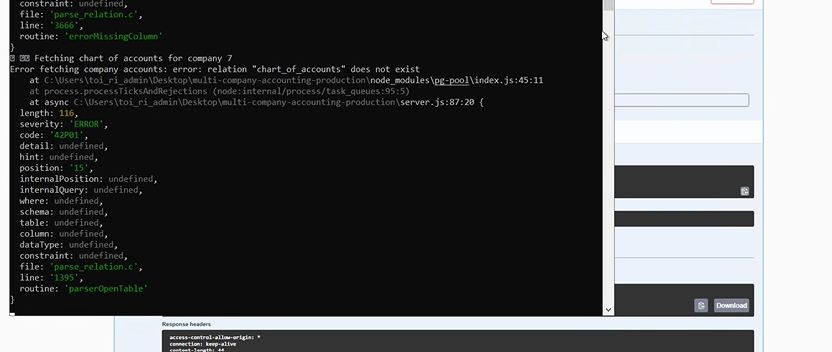 constraint: undefined,
file: 'parse_relation.c',
line: '3666',
routine: 'errorMissingColumn'
}
Fetching chart of accounts for company 7
Error fetching company accounts: error: relation "chart_of_accounts" does not exist
at C:\Users\toi_ri_admin\Desktop\multi-company-accounting-production\node_modules\pg-pool\index.js:45:11
at process.processTicksAndRejections (node:internal/process/task_queues:95:5)
at async C:\Users\toi_ri_admin\Desktop\multi-company-accounting-production\server.js:87:20 {
length: 116,
severity: 'ERROR',
code: '42P01',
detail: undefined,
hint: undefined,
position: '15',
internalPosition: undefined,
internalQuery: undefined,
where: undefined,
schema: undefined,
table: undefined,
column: undefined,
dataType: undefined,
constraint: undefined,
file: 'parse_relation.c',
line: '1395',
routine: 'parserOpenTable'
}
Download
Response headers
access-control-allow-origin: *
connection: keep-alive
content-length: 44